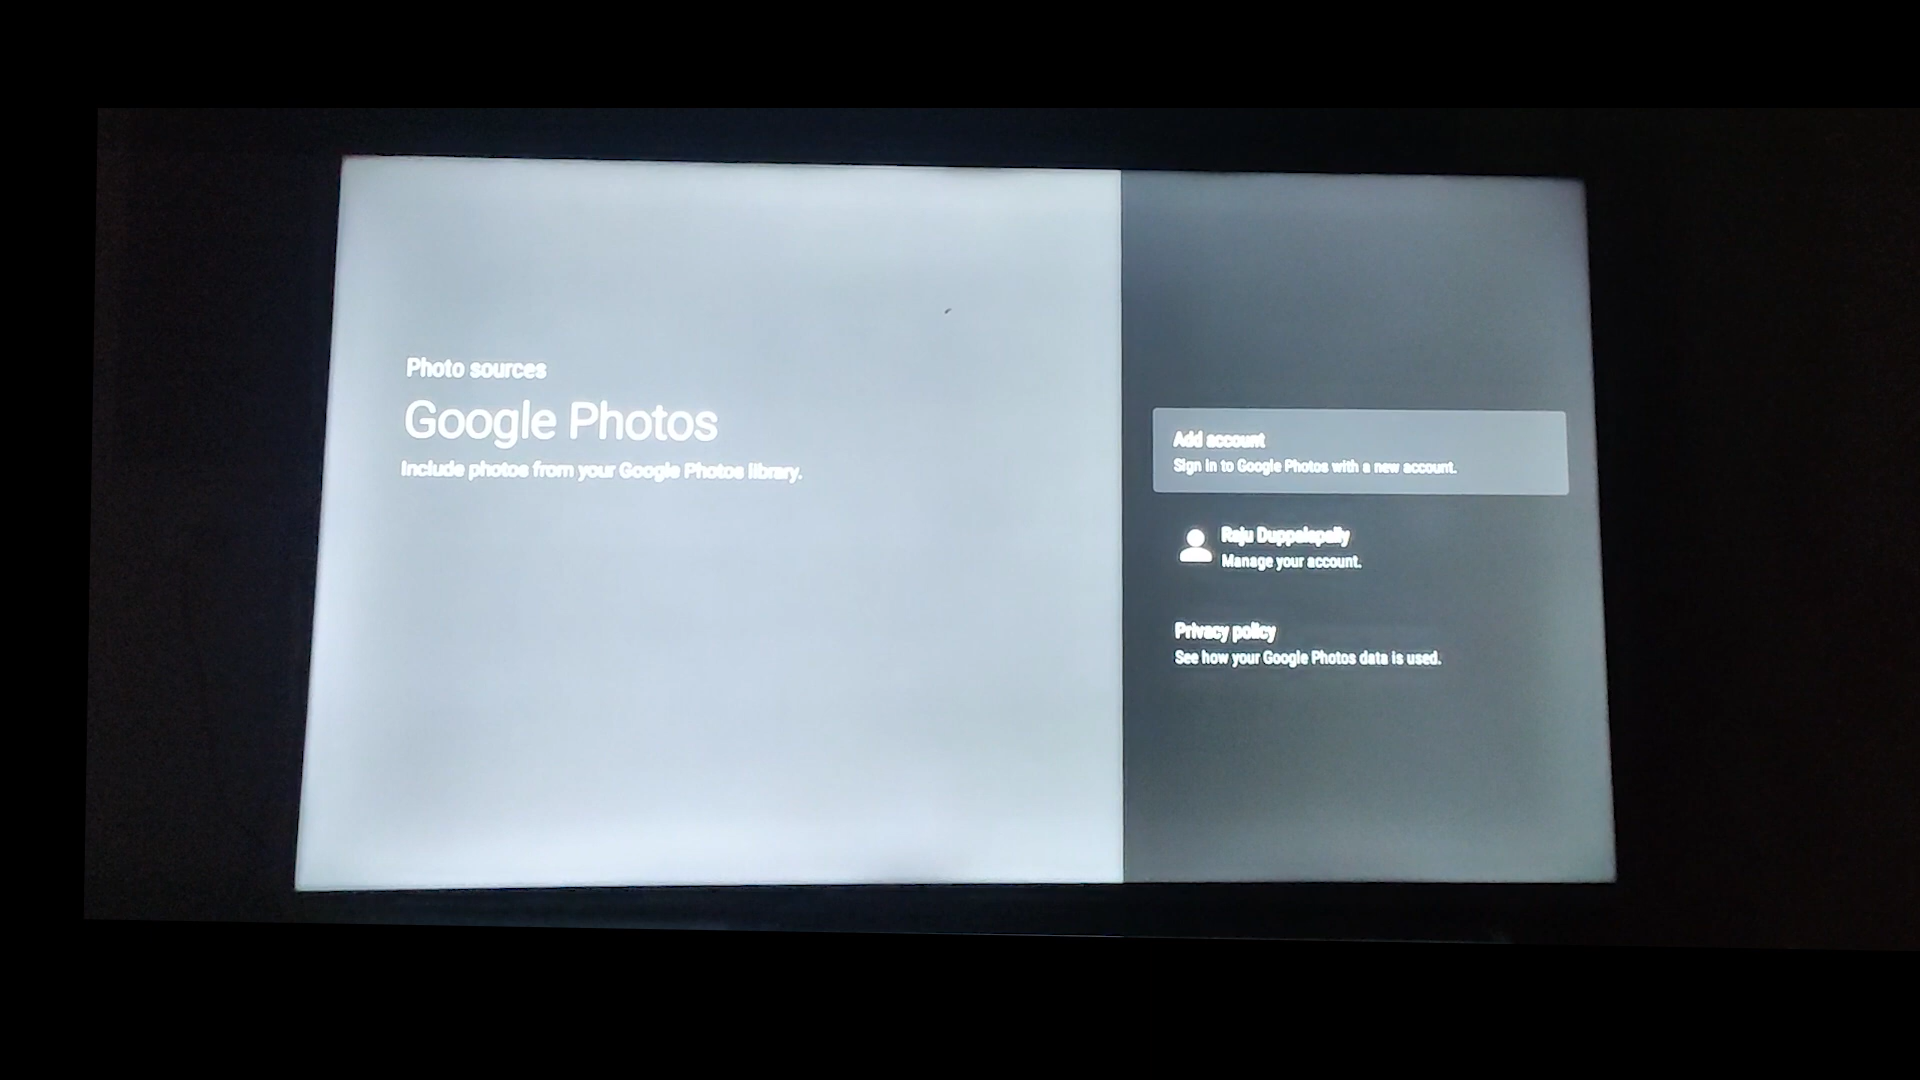 Photo sources
Google Photos
Include photos from your Google Photos library.
Add account
Sign in to Google Photos with a new account.
Raju Duppalapally
Manage your account.
Privacy policy
See how your Google Photos data is used.